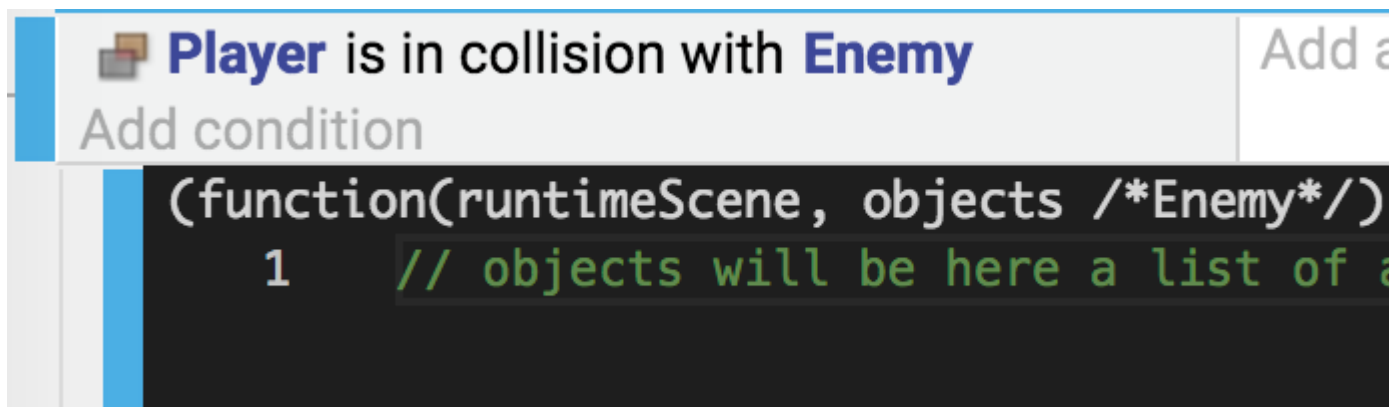 Player is in collision with Enemy
Add
Add condition
(function(runtimeScene, objects /*Enemy*/)
1 // objects will be here a list of